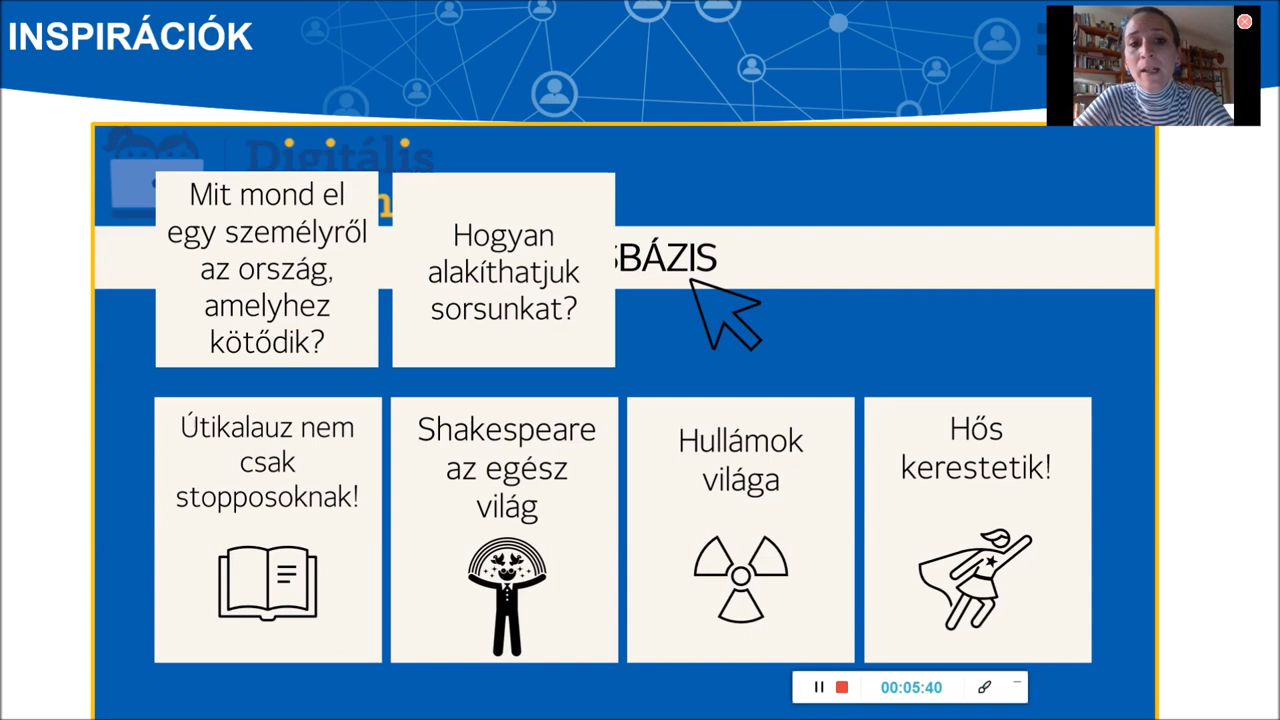 INSPIRÁCIÓK
Digitális
Mit mond el
egy személyről
az ország,
amelyhez
kötődik?
Hogyan
alakíthatjuk
sorsunkat?
BÁZIS
Útikalauz nem
csak
stopposoknak!
Shakespeare
az egész
világ
Hullámok
világa
Hős
kerestetik!
00:05:40